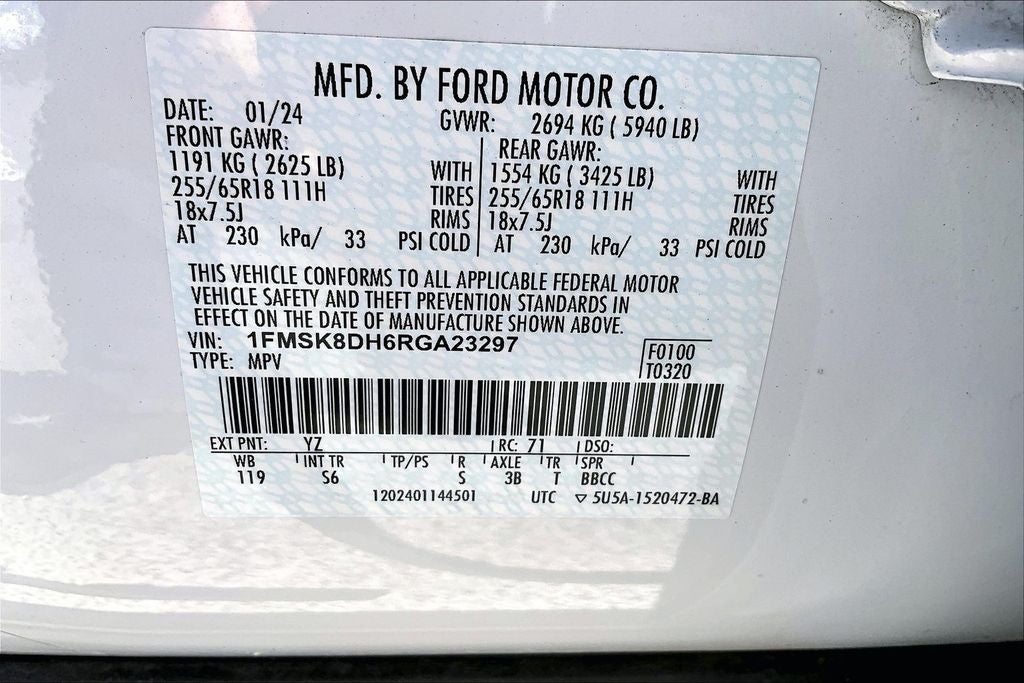 MFD. BY FORD MOTOR CO.
DATE: 01/24 GVWR: 2694 KG ( 5940 LB)
FRONT GAWR: REAR GAWR:
1191 KG ( 2625 LB) WITH 1554 KG ( 3425 LB) WITH
255/65R18 111H TIRES 255/65R18 111H TIRES
18x7.5J RIMS 18x7.5J RIMS
AT 230 kPa/ 33 PSI COLD AT 230 kPa/ 33 PSI COLD
THIS VEHICLE CONFORMS TO ALL APPLICABLE FEDERAL MOTOR
VEHICLE SAFETY AND THEFT PREVENTION STANDARDS IN
EFFECT ON THE DATE OF MANUFACTURE SHOWN ABOVE.
VIN: 1FMSK8DH6RGA23297 F0100
TYPE: MPV T0320
EXT PNT: YZ RC: 71 DSO:
WB INT TR TP/PS R AXLE TR SPR
119 S6 S 3B T BBCC
1202401144501 UTC ▽ 5U5A-1520472-BA